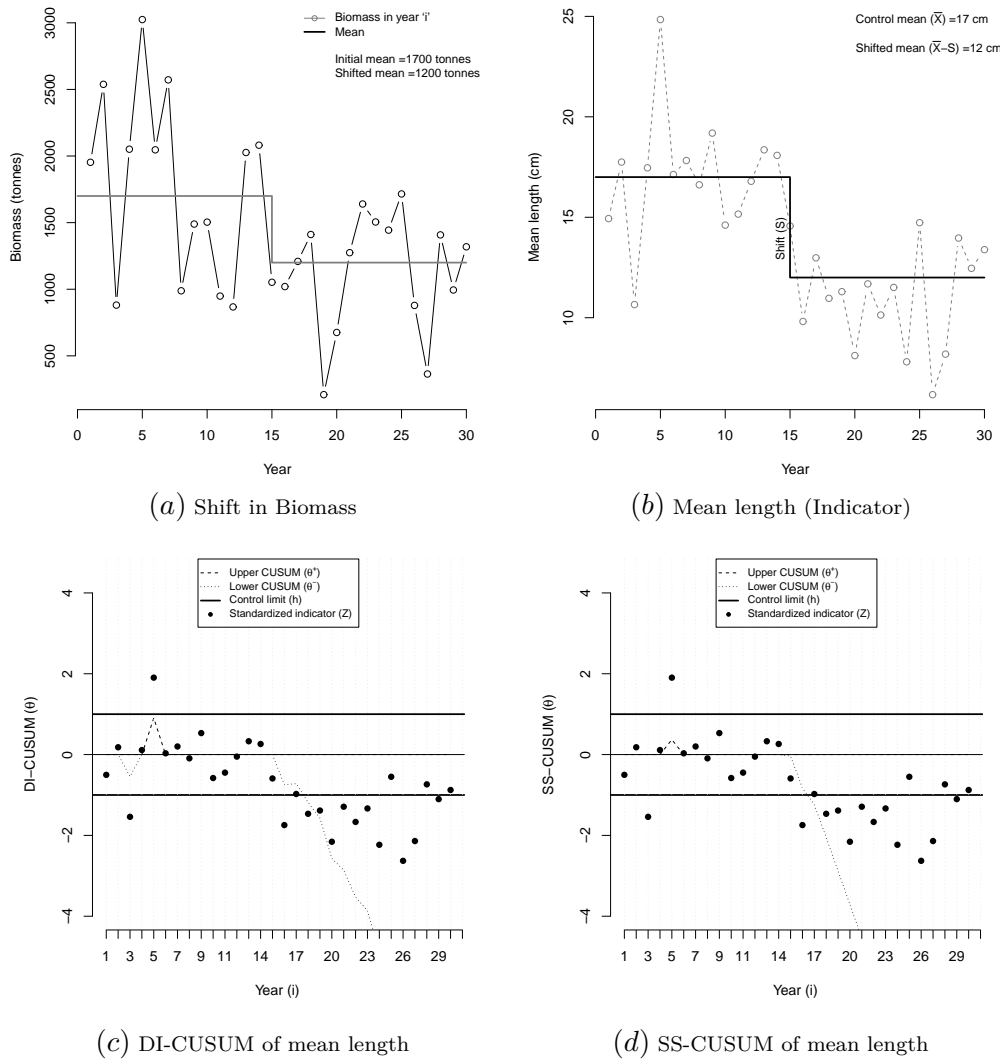 Biomass in year ‘i’
Mean
Initial mean =1700 tonnes
Shifted mean =1200 tonnes
Biomass (tonnes)
3000
2500
2000
1500
1000
500
0 5 10 15 20 25 30
Year
(a) Shift in Biomass
Control mean (X̅) =17 cm
Shifted mean (X̅−S) =12 cm
Mean length (cm)
25
20
15
10
Shift (S)
0 5 10 15 20 25 30
Year
(b) Mean length (Indicator)
Upper CUSUM (θ⁺)
Lower CUSUM (θ⁻)
Control limit (h)
Standardized indicator (Z)
DI−CUSUM (θ)
4
2
0
−2
−4
1 3 5 7 9 11 14 17 20 23 26 29
Year (i)
(c) DI-CUSUM of mean length
Upper CUSUM (θ⁺)
Lower CUSUM (θ⁻)
Control limit (h)
Standardized indicator (Z)
SS−CUSUM (θ)
4
2
0
−2
−4
1 3 5 7 9 11 14 17 20 23 26 29
Year (i)
(d) SS-CUSUM of mean length